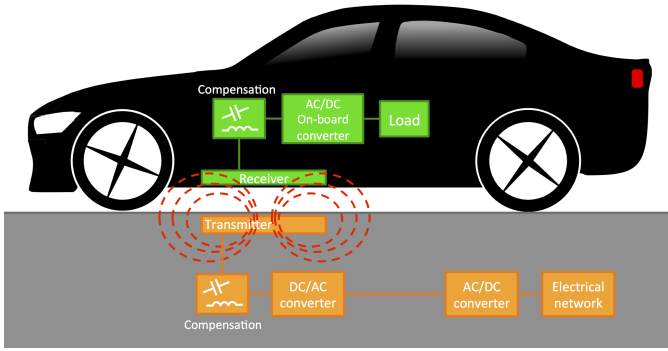 Compensation
AC/DC
On-board
converter
Load
Receiver
Transmitter
DC/AC
converter
AC/DC
converter
Electrical
network
Compensation